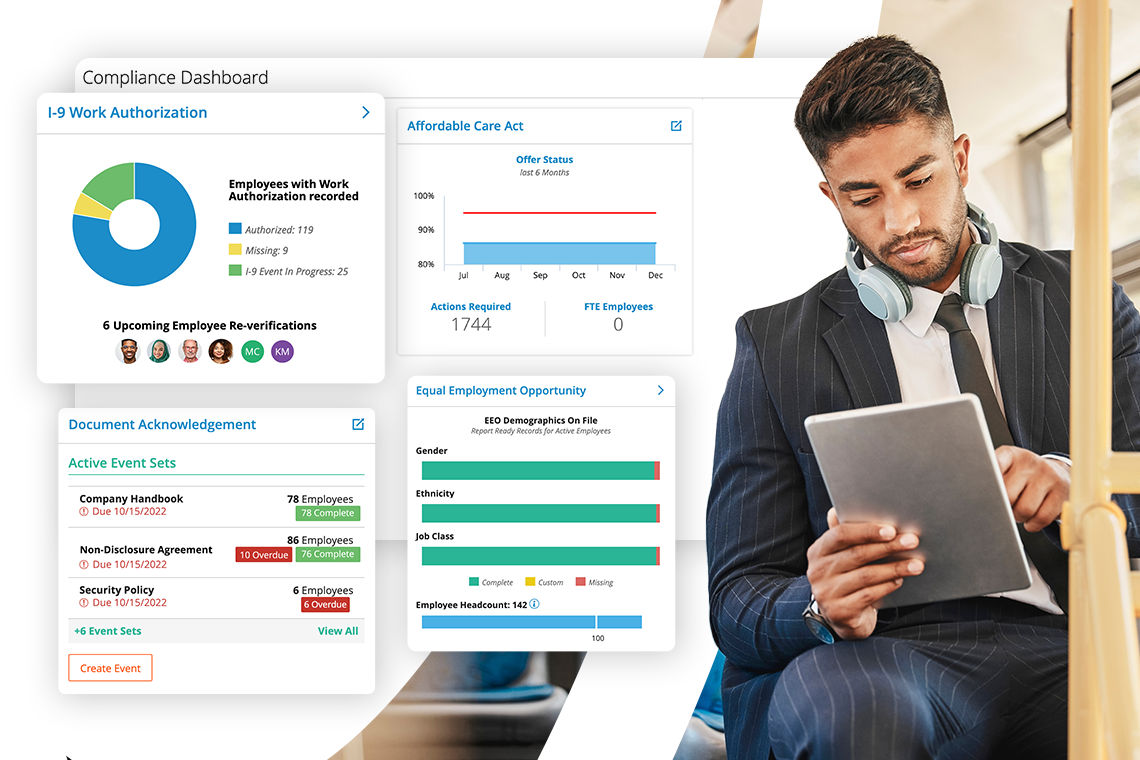 Compliance Dashboard
I-9 Work Authorization
Employees with Work
Authorization recorded
Authorized: 119
Missing: 9
I-9 Event In Progress: 25
6 Upcoming Employee Re-verifications
MC
KM
Affordable Care Act
Offer Status
last 6 Months
100%
90%
80%
Jul Aug Sep Oct Nov Dec
Actions Required FTE Employees
1744 0
Document Acknowledgement
Active Event Sets
Company Handbook 78 Employees
Due 10/15/2022 78 Complete
86 Employees
Non-Disclosure Agreement 10 Overdue 76 Complete
Due 10/15/2022
Security Policy 6 Employees
Due 10/15/2022 6 Overdue
+6 Event Sets View All
Create Event
Equal Employment Opportunity
EEO Demographics On File
Report Ready Records for Active Employees
Gender
Ethnicity
Job Class
Complete Custom Missing
Employee Headcount: 142
100